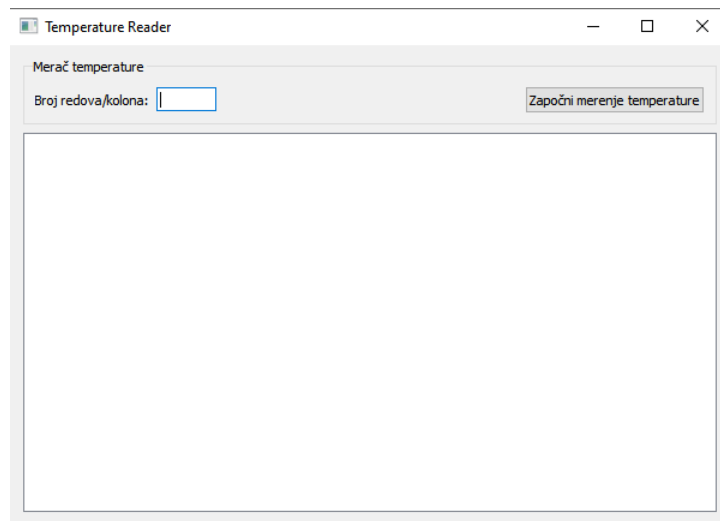 Temperature Reader
Merač temperature
Broj redova/kolona:
Započni merenje temperature